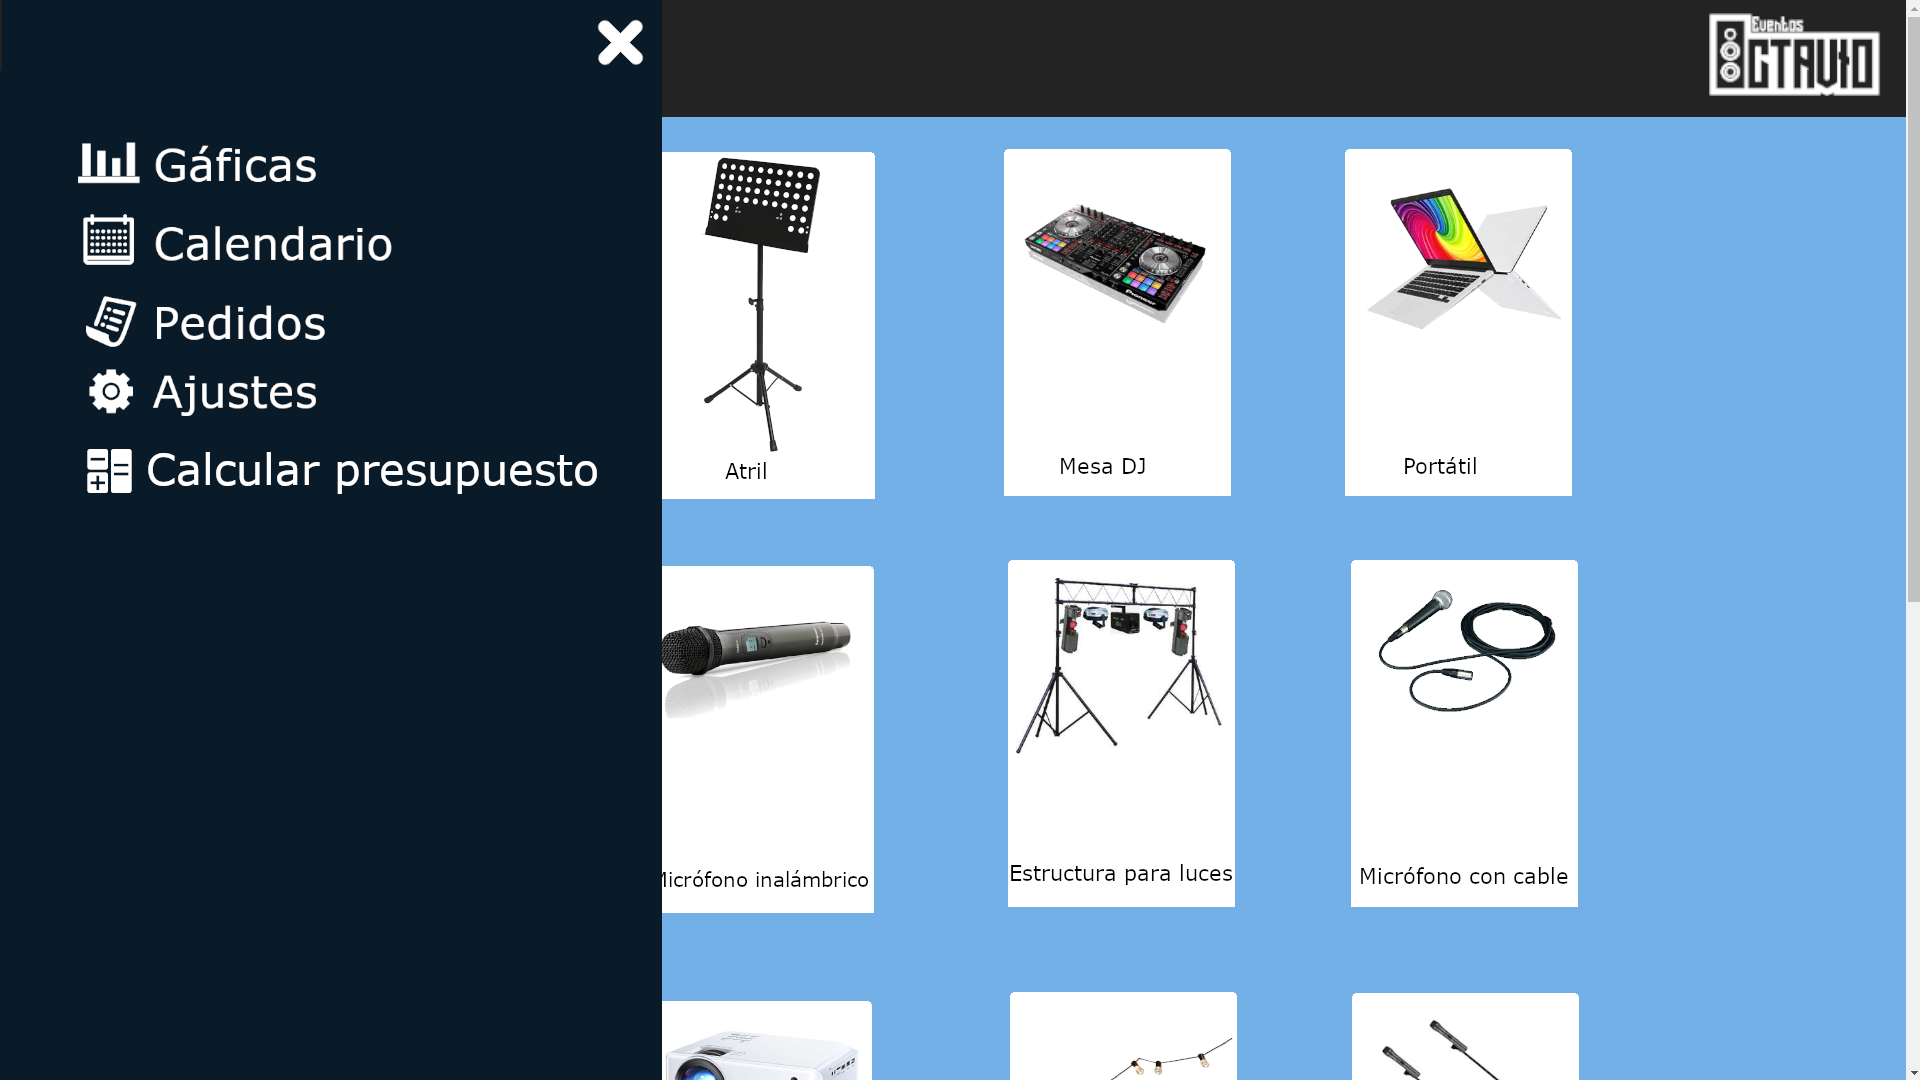 Eventos
OCTAVIO
Gáficas
Calendario
Pedidos
Ajustes
Calcular presupuesto
Atril
Mesa DJ
Portátil
Micrófono inalámbrico
Estructura para luces
Micrófono con cable